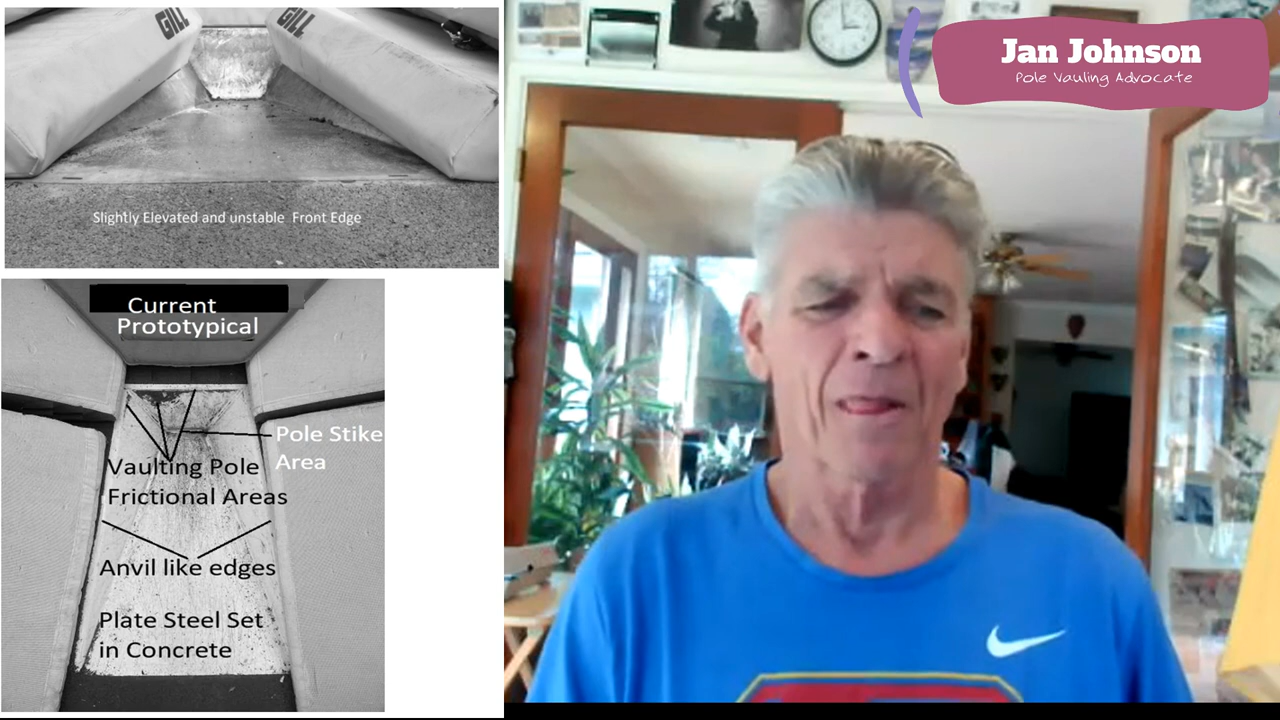 GILL
GILL
Slightly Elevated and unstable Front Edge
Current
Prototypical
Pole Stike
Area
Vaulting Pole
Frictional Areas
Anvil like edges
Plate Steel Set
in Concrete
Jan Johnson
Pole Vauling Advocate